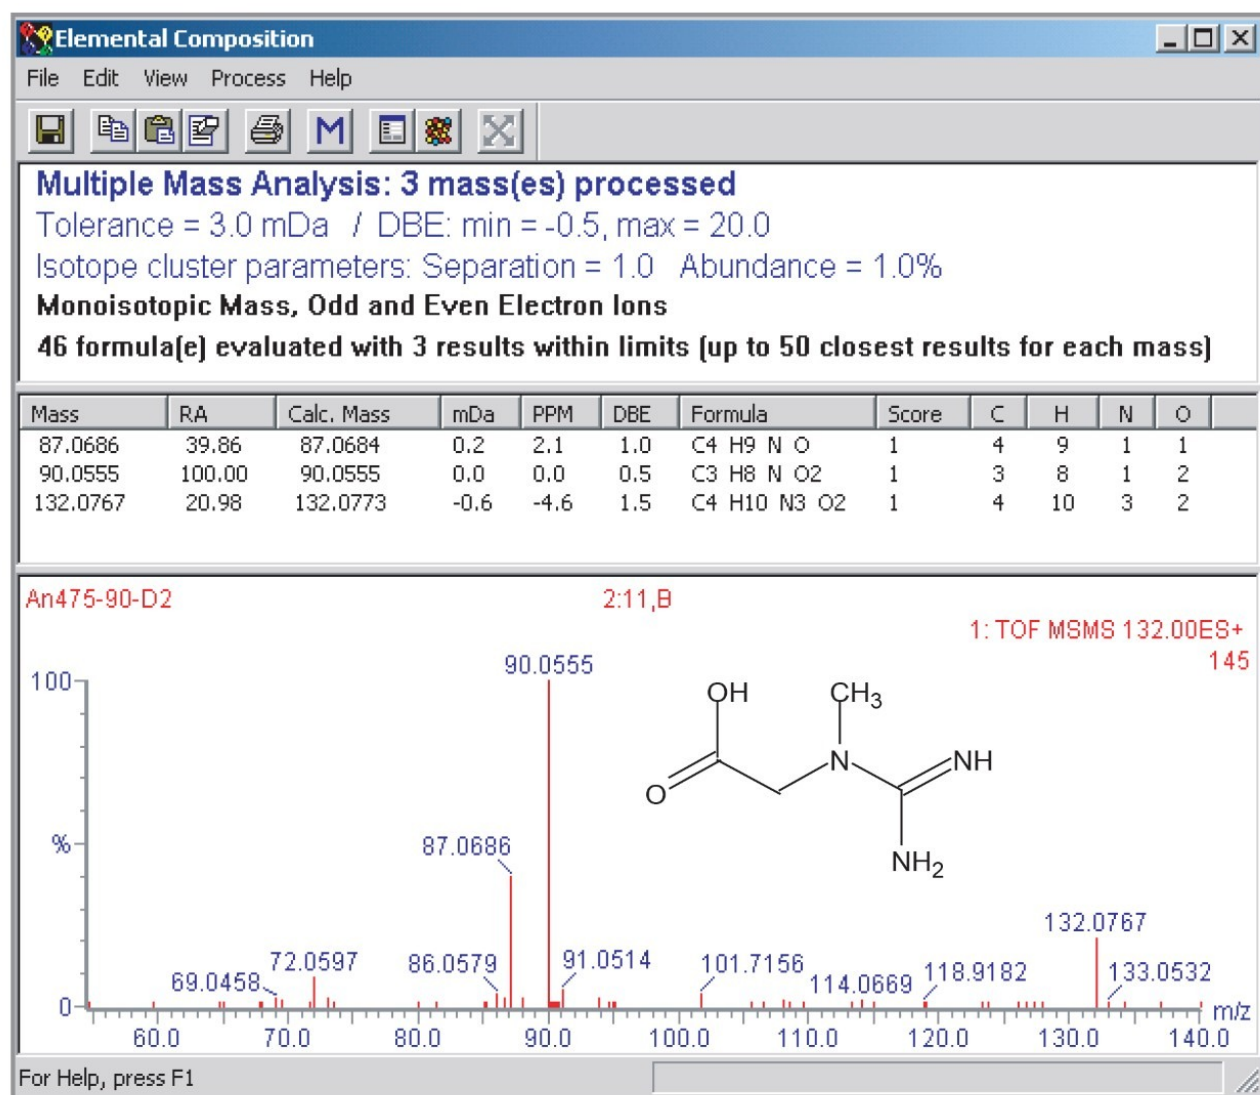 Elemental Composition
File Edit View Process Help
M
Multiple Mass Analysis: 3 mass(es) processed
Tolerance = 3.0 mDa / DBE: min = -0.5, max = 20.0
Isotope cluster parameters: Separation = 1.0 Abundance = 1.0%
Monoisotopic Mass, Odd and Even Electron Ions
46 formula(e) evaluated with 3 results within limits (up to 50 closest results for each mass)
Mass RA Calc. Mass mDa PPM DBE Formula Score C H N O
87.0686 39.86 87.0684 0.2 2.1 1.0 C4 H9 N O 1 4 9 1 1
90.0555 100.00 90.0555 0.0 0.0 0.5 C3 H8 N O2 1 3 8 1 2
132.0767 20.98 132.0773 -0.6 -4.6 1.5 C4 H10 N3 O2 1 4 10 3 2
An475-90-D2 2:11,B
1: TOF MSMS 132.00ES+
145
90.0555
100
OH CH3
N NH
O
%
87.0686
NH2
132.0767
69.0458 72.0597 86.0579 91.0514 101.7156 114.0669 118.9182 133.0532
0
m/z
60.0 70.0 80.0 90.0 100.0 110.0 120.0 130.0 140.0
For Help, press F1